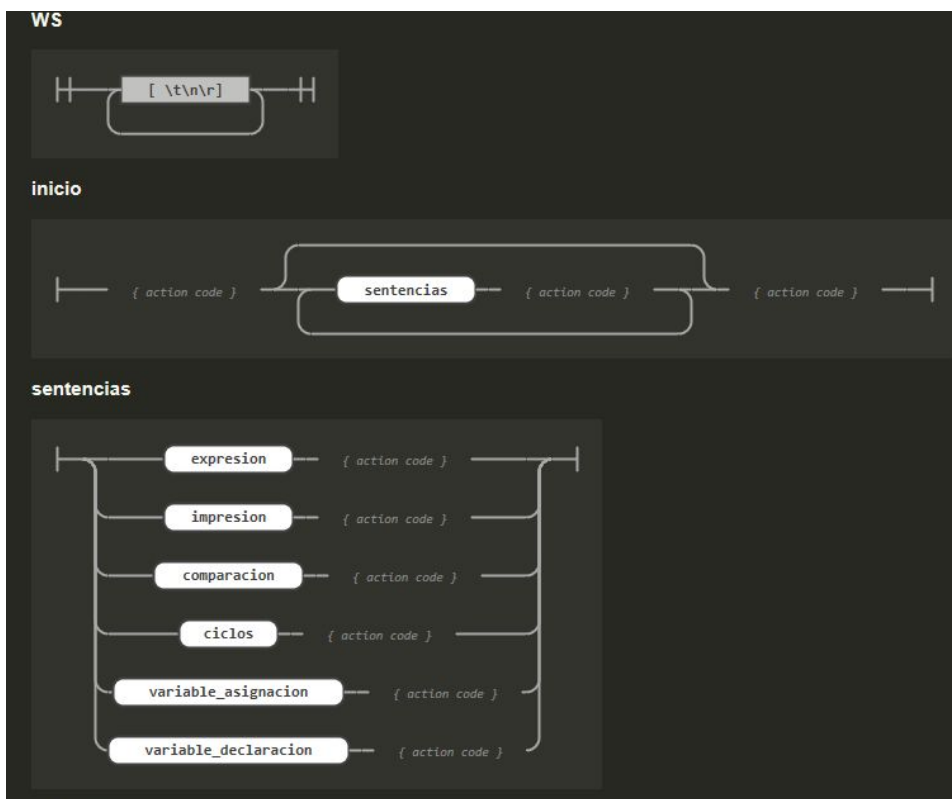 WS
[ \t\n\r]
inicio
{ action code } sentencias { action code } { action code }
sentencias
expresion { action code }
impresion { action code }
comparacion { action code }
ciclos { action code }
variable_asignacion { action code }
variable_declaracion { action code }